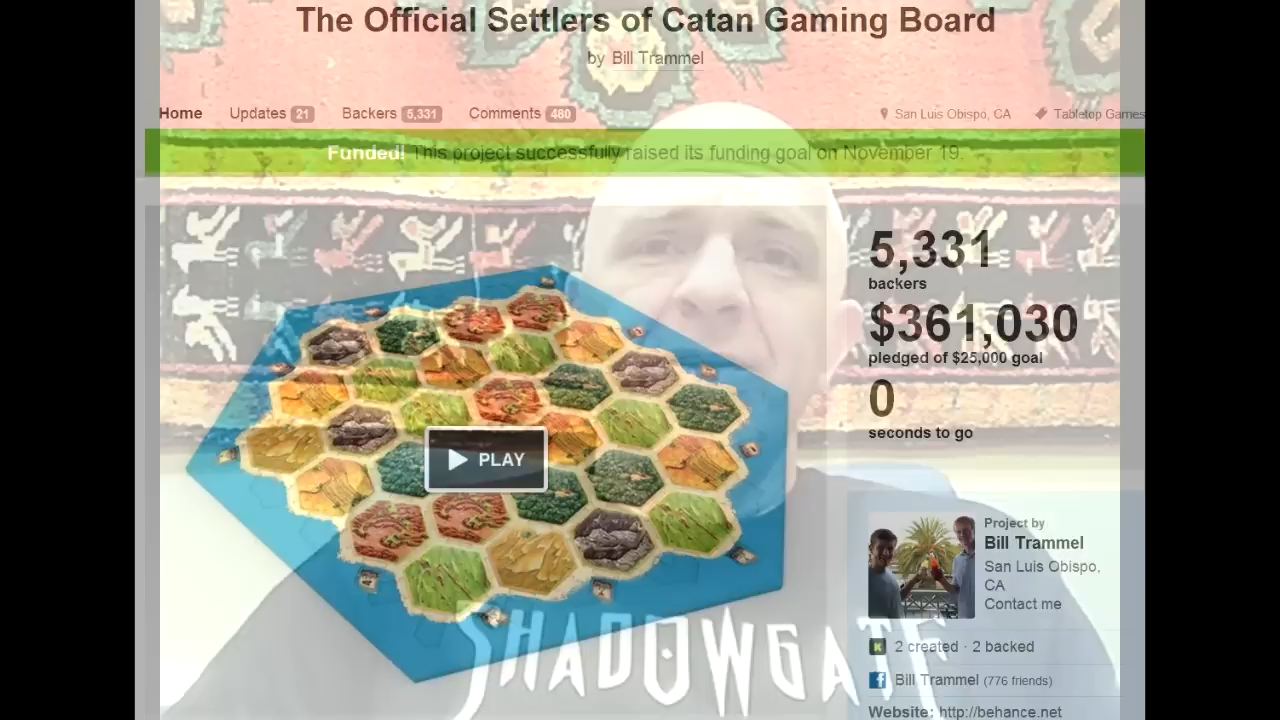 The Official Settlers of Catan Gaming Board
by Bill Trammel
Home Updates 21 Backers 5,331 Comments 480 San Luis Obispo, CA Tabletop Games
Funded! This project successfully raised its funding goal on November 19.
5,331
backers
$361,030
pledged of $25,000 goal
0
seconds to go
PLAY
Project by
Bill Trammel
San Luis Obispo,
CA
Contact me
SHADOWGATE
K 2 created · 2 backed
f Bill Trammel (776 friends)
Website: http://behance.net